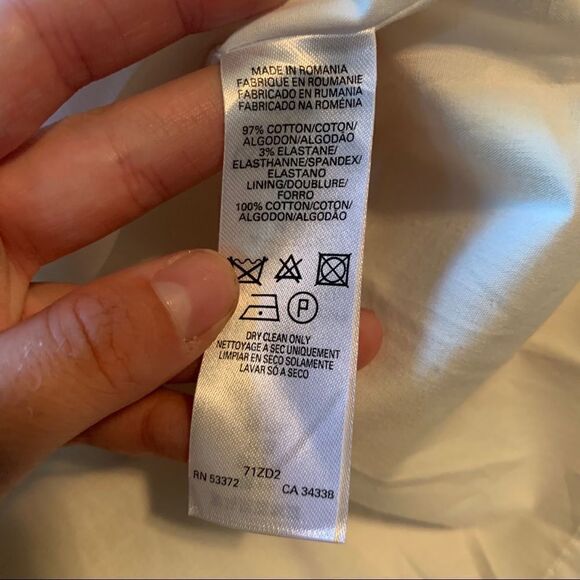 MADE IN ROMANIA
FABRIQUE EN ROUMANIE
FABRICADO EN RUMANIA
FABRICADO NA ROMÉNIA
97% COTTON/COTON/
ALGODON/ALGODÃO
3% ELASTANE/
ELASTHANNE/SPANDEX/
ELASTANO
LINING/DOUBLURE/
FORRO
100% COTTON/COTON/
ALGODON/ALGODÃO
P
DRY CLEAN ONLY
NETTOYAGE A SEC UNIQUEMENT
LIMPIAR EN SECO SOLAMENTE
LAVAR SÓ A SECO
71ZD2
RN 53372 CA 34338